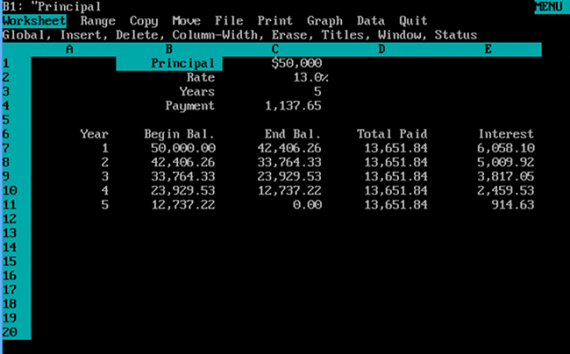 B1: "Principal MENU
Worksheet Range Copy Move File Print Graph Data Quit
Global, Insert, Delete, Column-Width, Erase, Titles, Window, Status
A B C D E
1 Principal $50,000
2 Rate 13.0%
3 Years 5
4 Payment 1,137.65
5
6 Year Begin Bal. End Bal. Total Paid Interest
7 1 50,000.00 42,406.26 13,651.84 6,058.10
8 2 42,406.26 33,764.33 13,651.84 5,009.92
9 3 33,764.33 23,929.53 13,651.84 3,817.05
10 4 23,929.53 12,737.22 13,651.84 2,459.53
11 5 12,737.22 0.00 13,651.84 914.63
12
13
14
15
16
17
18
19
20